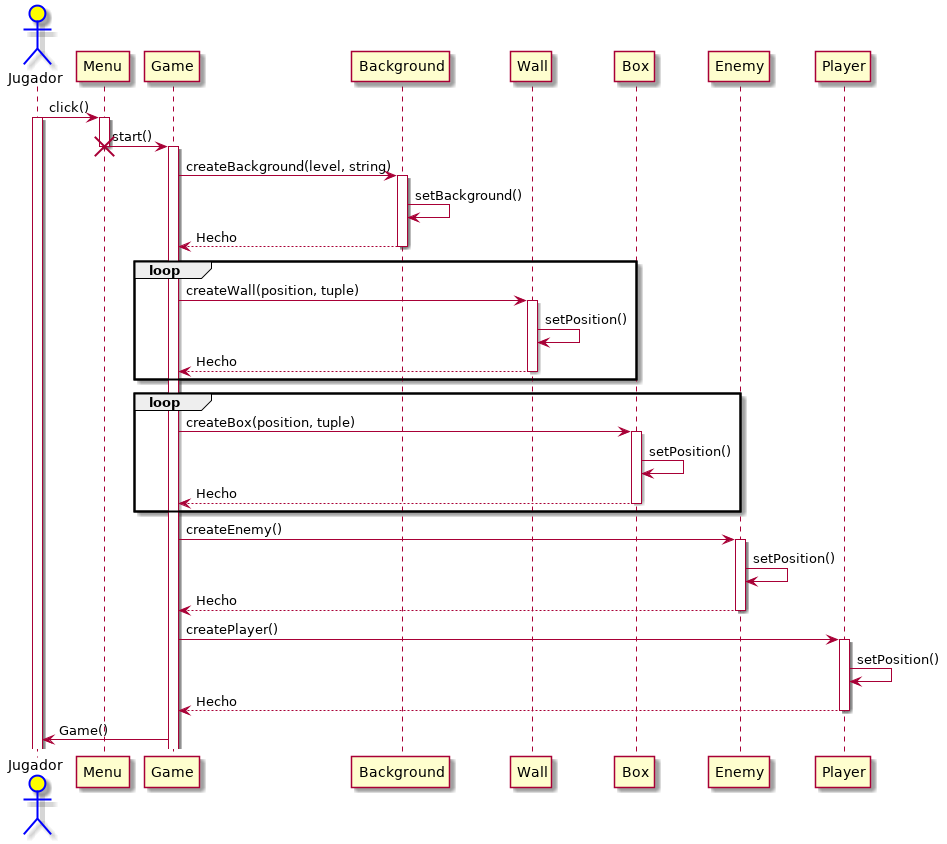 Jugador
Menu
Game
Background
Wall
Box
Enemy
Player
click()
start()
createBackground(level, string)
setBackground()
Hecho
loop
createWall(position, tuple)
setPosition()
Hecho
loop
createBox(position, tuple)
setPosition()
Hecho
createEnemy()
setPosition()
Hecho
createPlayer()
setPosition()
Hecho
Game()
Jugador
Menu
Game
Background
Wall
Box
Enemy
Player